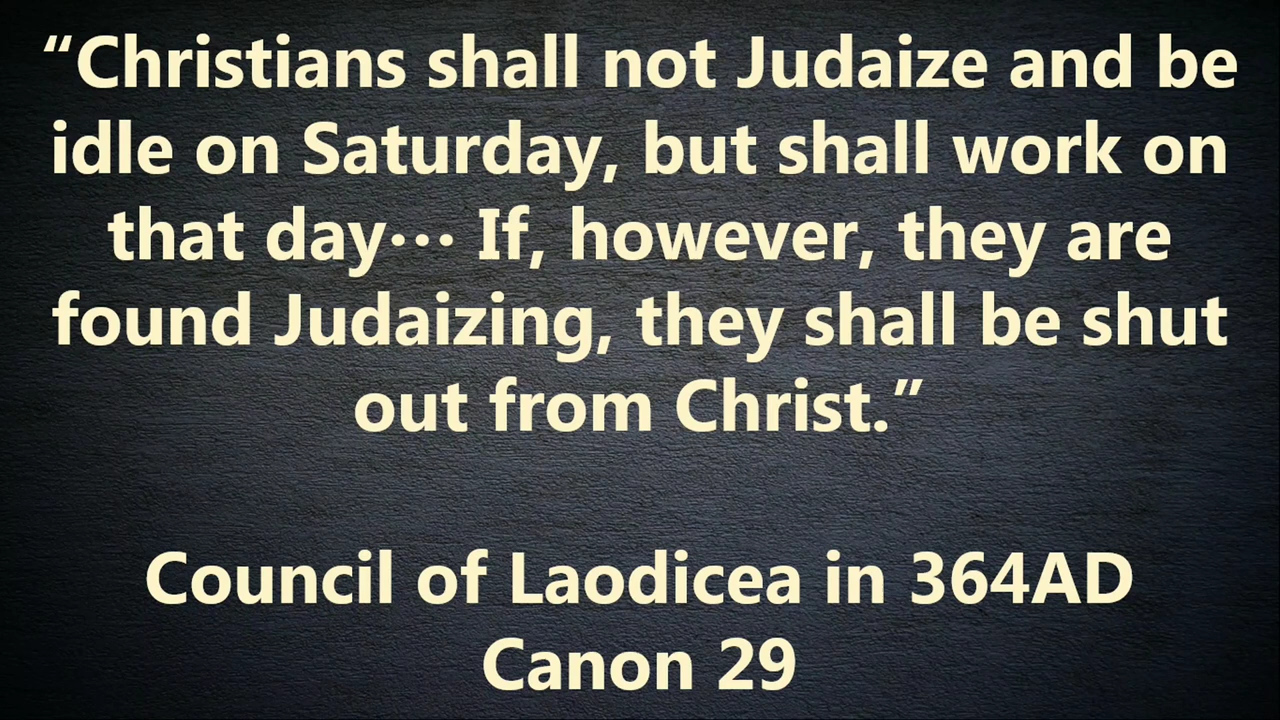 “Christians shall not Judaize and be
idle on Saturday, but shall work on
that day··· If, however, they are
found Judaizing, they shall be shut
out from Christ.”
Council of Laodicea in 364AD
Canon 29